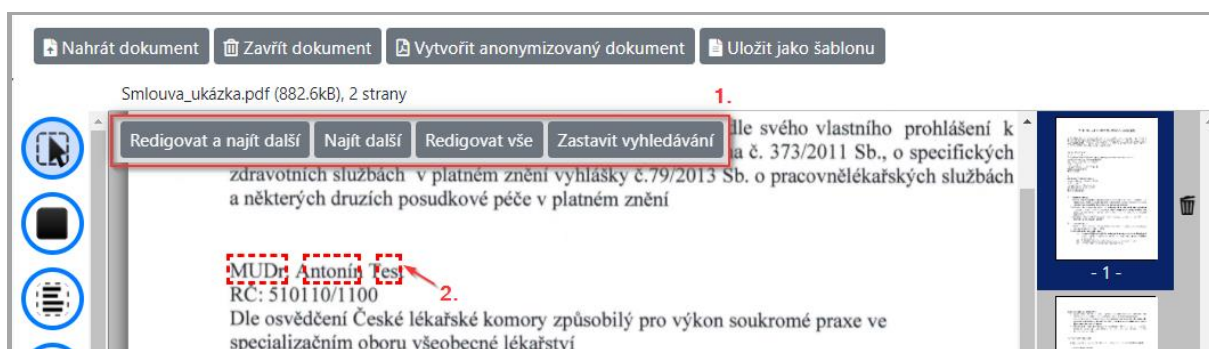 Nahrát dokument Zavřít dokument Vytvořit anonymizovaný dokument Uložit jako šablonu
Smlouva_ukázka.pdf (882.6kB), 2 strany
1.
Redigovat a najít další Najít další Redigovat vše Zastavit vyhledávání
dle svého vlastního prohlášení k
č. 373/2011 Sb., o specifických
zdravotních službách v platném znění vyhlášky č.79/2013 Sb. o pracovnělékařských službách
a některých druzích posudkové péče v platném znění
MUDr. Antonín Test
RČ: 510110/1100
2.
Dle osvědčení České lékařské komory způsobilý pro výkon soukromé praxe ve
specializačním oboru všeobecné lékařství
- 1 -